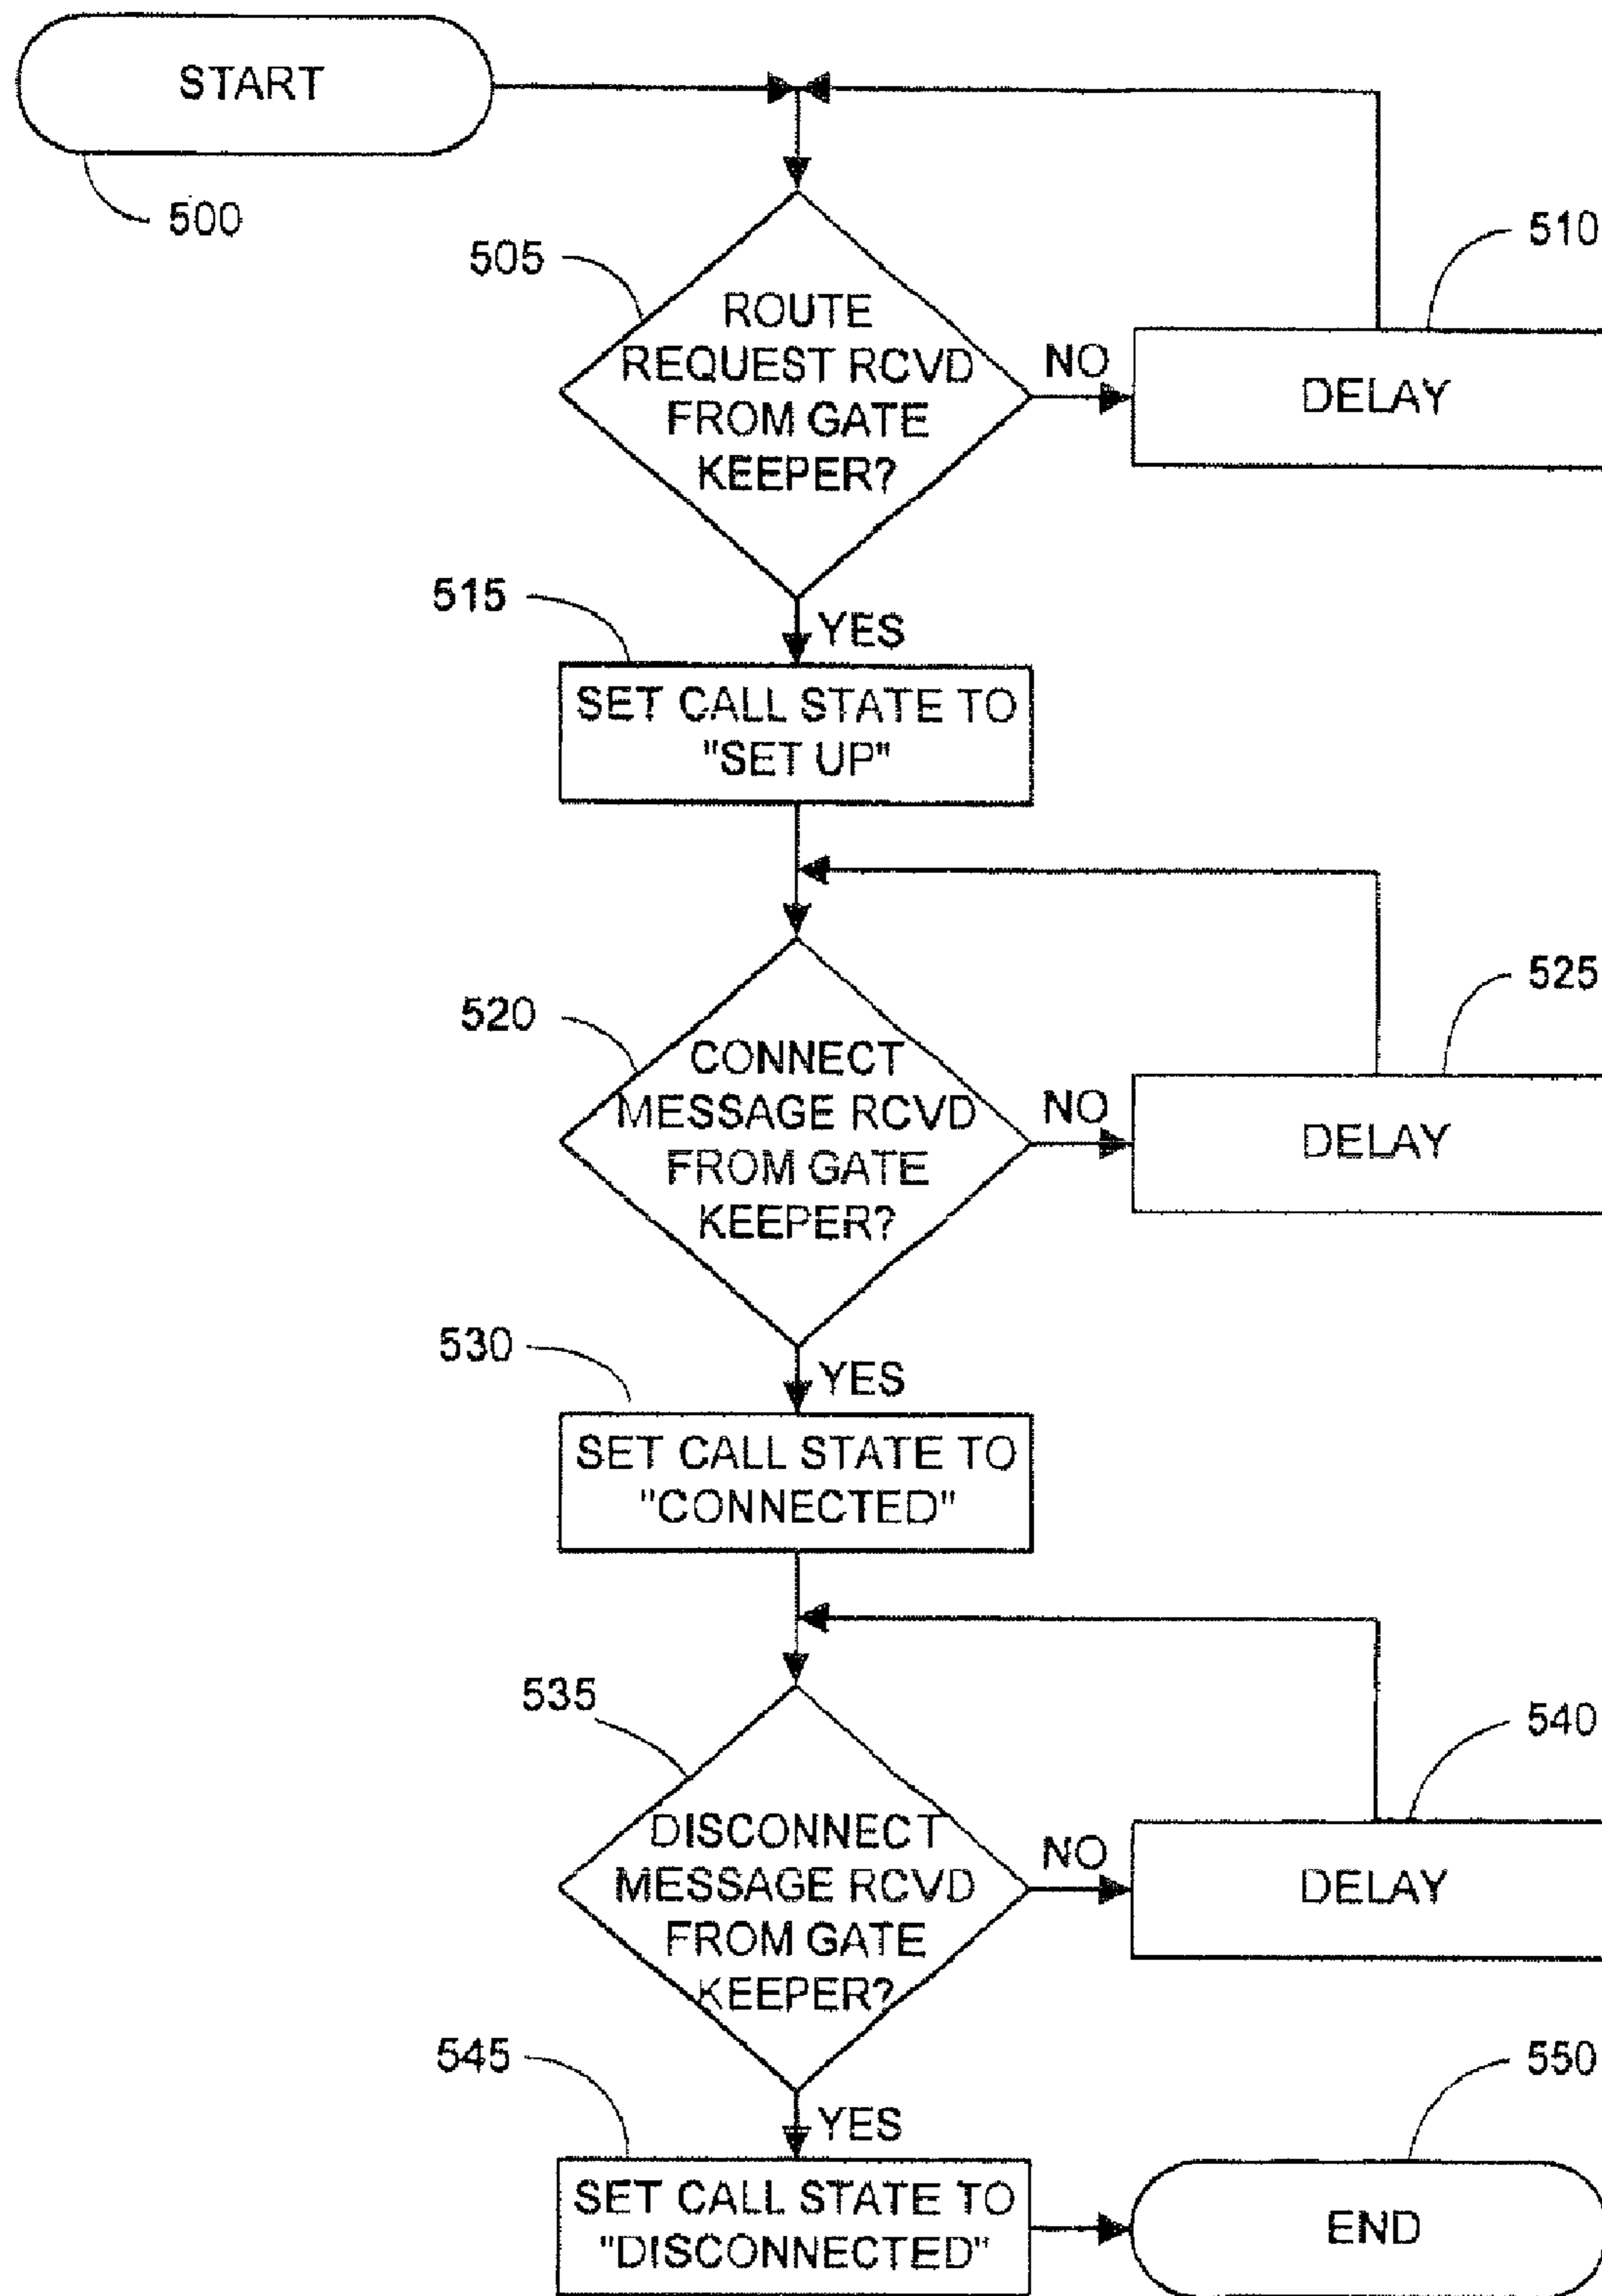 START
500
505
510
ROUTE
REQUEST RCVD
FROM GATE
KEEPER?
NO
DELAY
515
YES
SET CALL STATE TO
"SET UP"
520
525
CONNECT
MESSAGE RCVD
FROM GATE
KEEPER?
NO
DELAY
530
YES
SET CALL STATE TO
"CONNECTED"
535
540
DISCONNECT
MESSAGE RCVD
FROM GATE
KEEPER?
NO
DELAY
545
YES
550
SET CALL STATE TO
"DISCONNECTED"
END